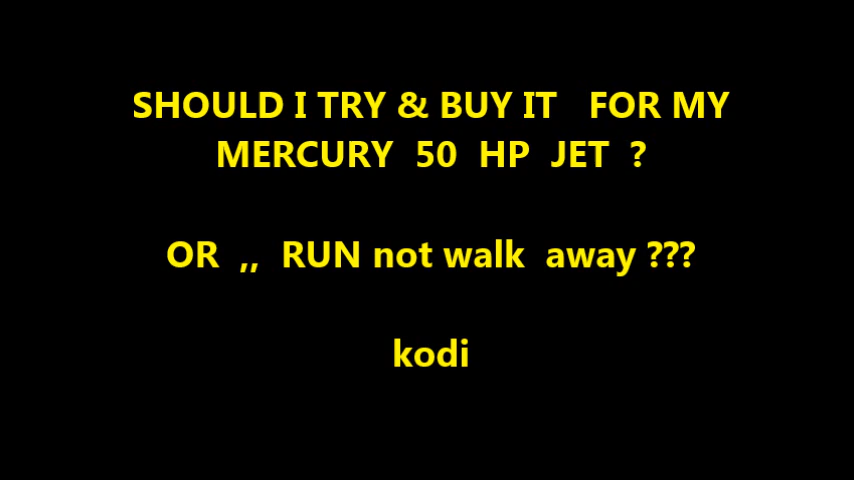 SHOULD I TRY & BUY IT FOR MY
MERCURY 50 HP JET ?
OR ,, RUN not walk away ???
kodi